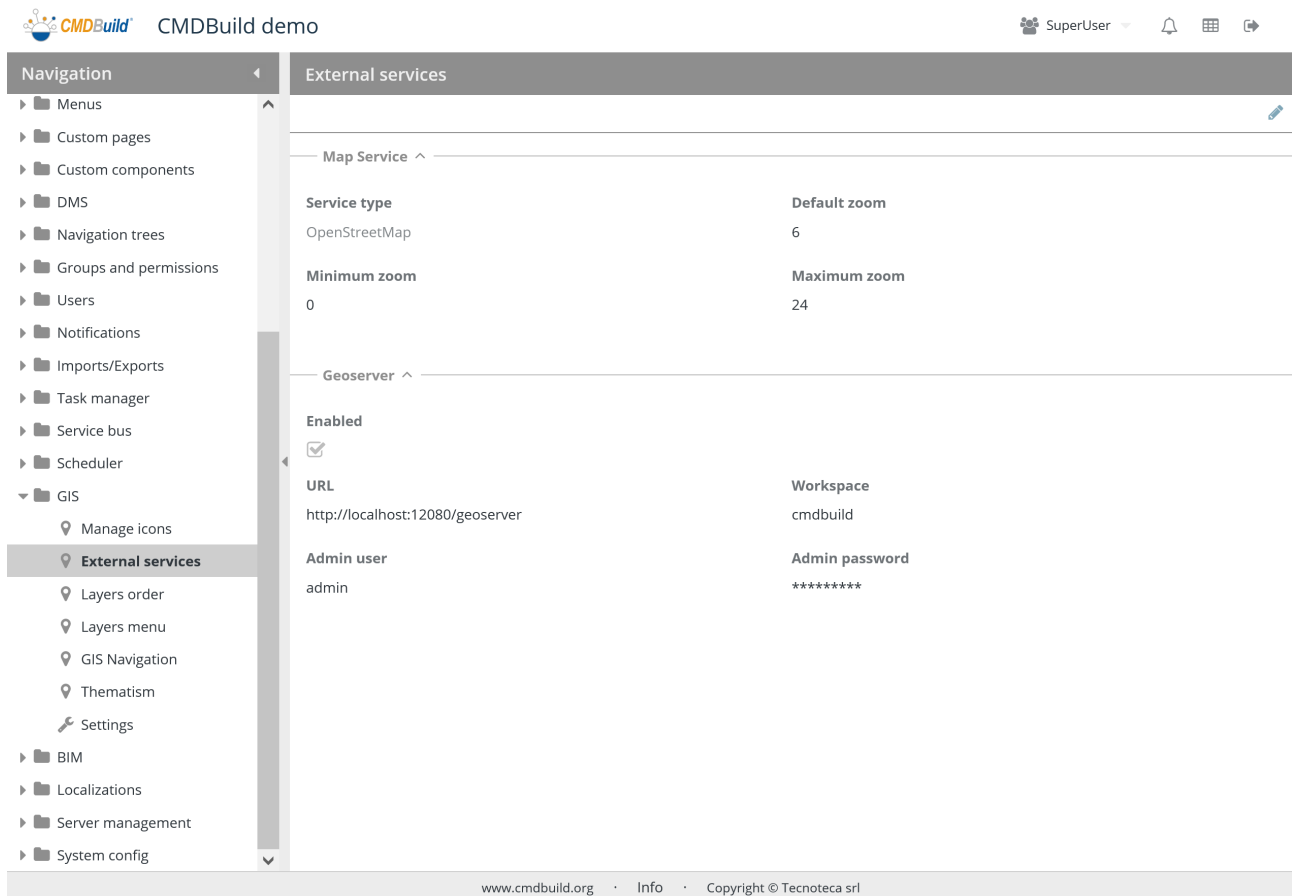 CMDBuild CMDBuild demo SuperUser
Navigation
External services
Menus
Custom pages
Custom components
DMS
Navigation trees
Groups and permissions
Users
Notifications
Imports/Exports
Task manager
Service bus
Scheduler
GIS
Manage icons
External services
Layers order
Layers menu
GIS Navigation
Thematism
Settings
BIM
Localizations
Server management
System config
Map Service
Service type Default zoom
OpenStreetMap 6
Minimum zoom Maximum zoom
0 24
Geoserver
Enabled
URL Workspace
http://localhost:12080/geoserver cmdbuild
Admin user Admin password
admin *********
www.cmdbuild.org · Info · Copyright © Tecnoteca srl